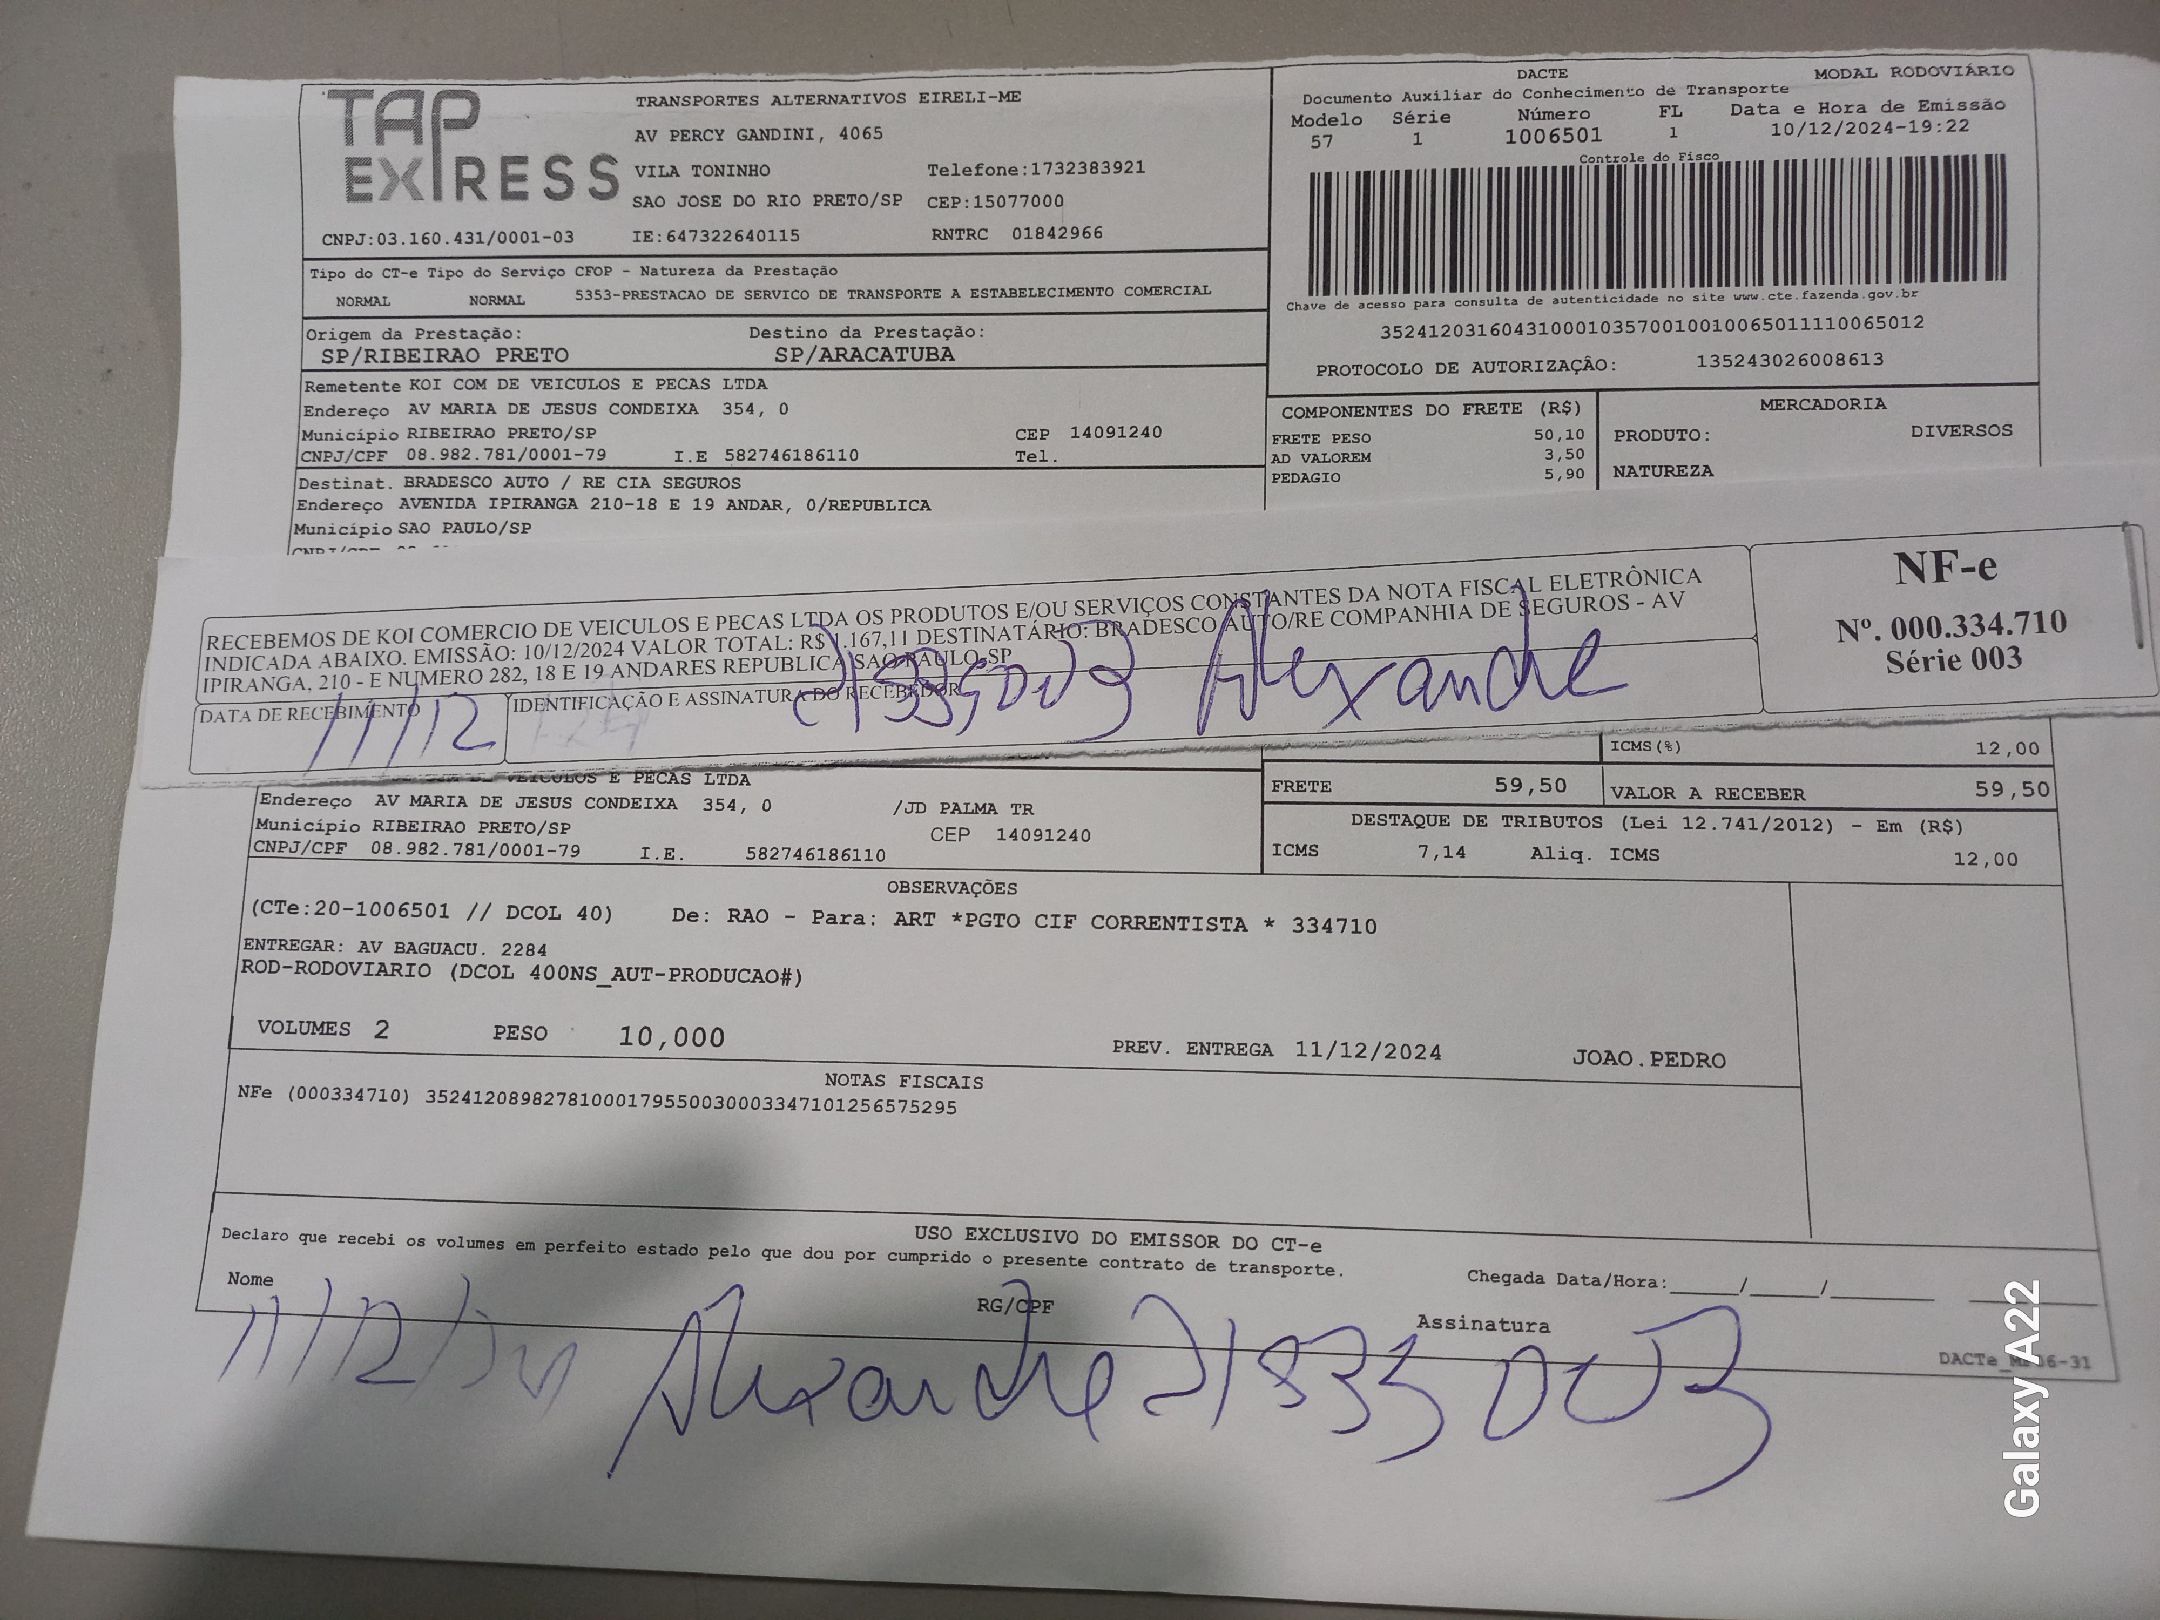 TAP EXPRESS
TRANSPORTES ALTERNATIVOS EIRELI-ME
AV PERCY GANDINI, 4065
VILA TONINHO Telefone:1732383921
SAO JOSE DO RIO PRETO/SP CEP:15077000
CNPJ:03.160.431/0001-03 IE:647322640115 RNTRC 01842966
DACTE MODAL RODOVIÁRIO
Documento Auxiliar do Conhecimento de Transporte
Modelo Série Número FL Data e Hora de Emissão
57 1 1006501 1 10/12/2024-19:22
Controle do Fisco
Chave de acesso para consulta de autenticidade no site www.cte.fazenda.gov.br
35241203160431000103570010010065011110065012
PROTOCOLO DE AUTORIZAÇÂO: 135243026008613
Tipo do CT-e Tipo do Serviço CFOP - Natureza da Prestação
NORMAL NORMAL 5353-PRESTACAO DE SERVICO DE TRANSPORTE A ESTABELECIMENTO COMERCIAL
Origem da Prestação: Destino da Prestação:
SP/RIBEIRAO PRETO SP/ARACATUBA
Remetente KOI COM DE VEICULOS E PECAS LTDA
Endereço AV MARIA DE JESUS CONDEIXA 354, 0
Município RIBEIRAO PRETO/SP CEP 14091240
CNPJ/CPF 08.982.781/0001-79 I.E 582746186110 Tel.
Destinat. BRADESCO AUTO / RE CIA SEGUROS
Endereço AVENIDA IPIRANGA 210-18 E 19 ANDAR, 0/REPUBLICA
Município SAO PAULO/SP
COMPONENTES DO FRETE (R$) MERCADORIA
FRETE PESO 50,10 PRODUTO: DIVERSOS
AD VALOREM 3,50
PEDAGIO 5,90 NATUREZA
RECEBEMOS DE KOI COMERCIO DE VEICULOS E PECAS LTDA OS PRODUTOS E/OU SERVIÇOS CONSTANTES DA NOTA FISCAL ELETRÔNICA
INDICADA ABAIXO. EMISSÃO: 10/12/2024 VALOR TOTAL: R$ 1.167,11 DESTINATÁRIO: BRADESCO AUTO/RE COMPANHIA DE SEGUROS - AV
IPIRANGA, 210 - E NUMERO 282, 18 E 19 ANDARES REPUBLICA SAO PAULO-SP
DATA DE RECEBIMENTO IDENTIFICAÇÃO E ASSINATURA DO RECEBEDOR
11/12 Alexandre
NF-e
Nº. 000.334.710
Série 003
VEICULOS E PECAS LTDA
Endereço AV MARIA DE JESUS CONDEIXA 354, 0 /JD PALMA TR
Município RIBEIRAO PRETO/SP CEP 14091240
CNPJ/CPF 08.982.781/0001-79 I.E. 582746186110
ICMS(%) 12,00
FRETE 59,50 VALOR A RECEBER 59,50
DESTAQUE DE TRIBUTOS (Lei 12.741/2012) - Em (R$)
ICMS 7,14 Aliq. ICMS 12,00
OBSERVAÇÕES
(CTe:20-1006501 // DCOL 40) De: RAO - Para: ART *PGTO CIF CORRENTISTA * 334710
ENTREGAR: AV BAGUACU. 2284
ROD-RODOVIARIO (DCOL 400NS_AUT-PRODUCAO#)
VOLUMES 2 PESO 10,000 PREV. ENTREGA 11/12/2024 JOAO.PEDRO
NOTAS FISCAIS
NFe (000334710) 35241208982781000179550030003347101256575295
USO EXCLUSIVO DO EMISSOR DO CT-e
Declaro que recebi os volumes em perfeito estado pelo que dou por cumprido o presente contrato de transporte.
Nome RG/CPF Assinatura Chegada Data/Hora:_____/_____/________
11/12/24 Alexandre
Galaxy A22